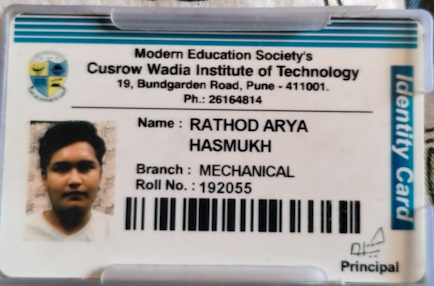 Modern Education Society's
Cusrow Wadia Institute of Technology
19, Bundgarden Road, Pune - 411001.
Ph.: 26164814
Name : RATHOD ARYA
HASMUKH
Branch : MECHANICAL
Roll No. : 192055
Principal
Identity Card